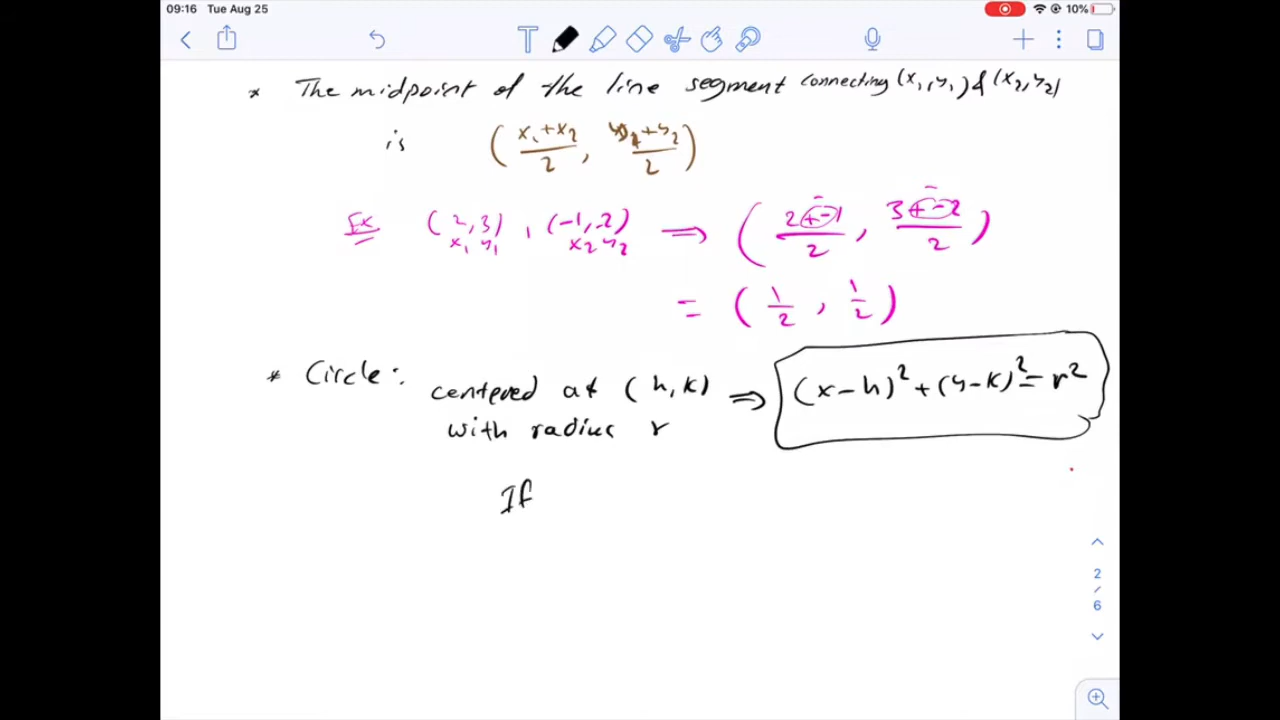 09:16 Tue Aug 25 10%
* The midpoint of the line segment connecting (x₁, y₁) & (x₂, y₂)
is ( x₁+x₂ / 2 , y₁+y₂ / 2 )
Ex (2,3) , (-1,-2) ⇒ ( 2+-1 / 2 , 3+-2 / 2 )
x₁ y₁ x₂ y₂
= ( 1/2 , 1/2 )
* Circle: centered at (h, k) ⇒ (x-h)² + (y-k)² = r²
with radius r
If
2
/
6